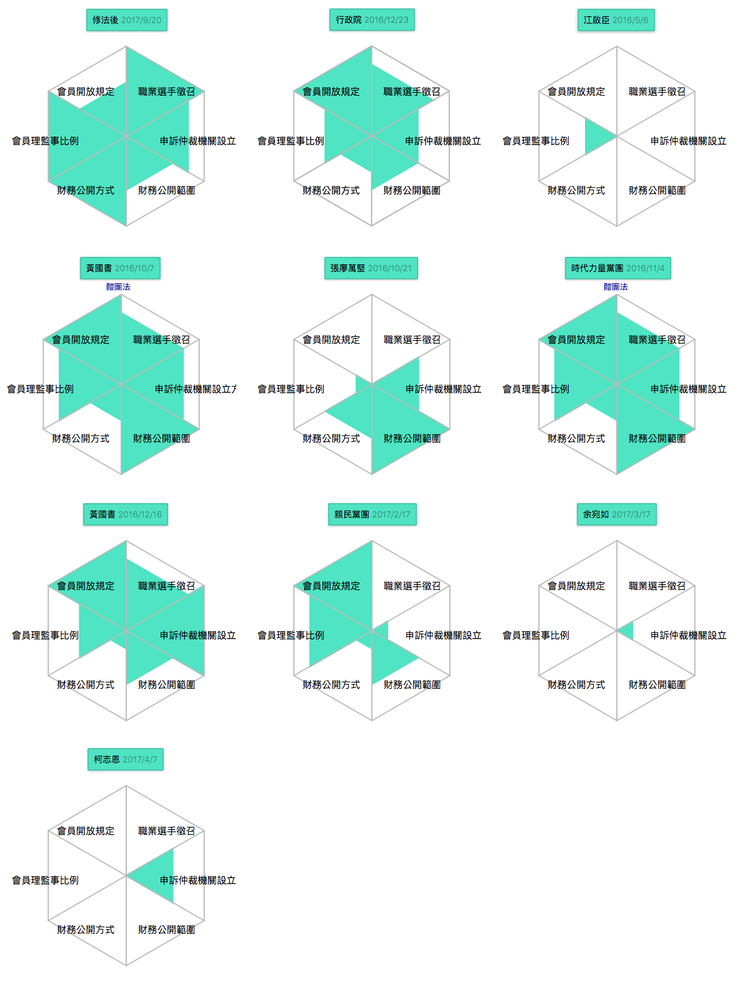 修法後 2017/9/20
行政院 2016/12/23
江啟臣 2016/5/6
會員開放規定 職業選手徵召
會員理監事比例 申訴仲裁機關設立
財務公開方式 財務公開範圍
會員開放規定 職業選手徵召
會員理監事比例 申訴仲裁機關設立
財務公開方式 財務公開範圍
會員開放規定 職業選手徵召
會員理監事比例 申訴仲裁機關設立
財務公開方式 財務公開範圍
黃國書 2016/10/7
張廖萬堅 2016/10/21
時代力量黨團 2016/11/4
體團法
會員開放規定 職業選手徵召
會員理監事比例 申訴仲裁機關設立
財務公開方式 財務公開範圍
會員開放規定 職業選手徵召
會員理監事比例 申訴仲裁機關設立
財務公開方式 財務公開範圍
體團法
會員開放規定 職業選手徵召
會員理監事比例 申訴仲裁機關設立
財務公開方式 財務公開範圍
黃國書 2016/12/16
親民黨團 2017/2/17
余宛如 2017/3/17
會員開放規定 職業選手徵召
會員理監事比例 申訴仲裁機關設立
財務公開方式 財務公開範圍
會員開放規定 職業選手徵召
會員理監事比例 申訴仲裁機關設立
財務公開方式 財務公開範圍
會員開放規定 職業選手徵召
會員理監事比例 申訴仲裁機關設立
財務公開方式 財務公開範圍
柯志恩 2017/4/7
會員開放規定 職業選手徵召
會員理監事比例 申訴仲裁機關設立
財務公開方式 財務公開範圍